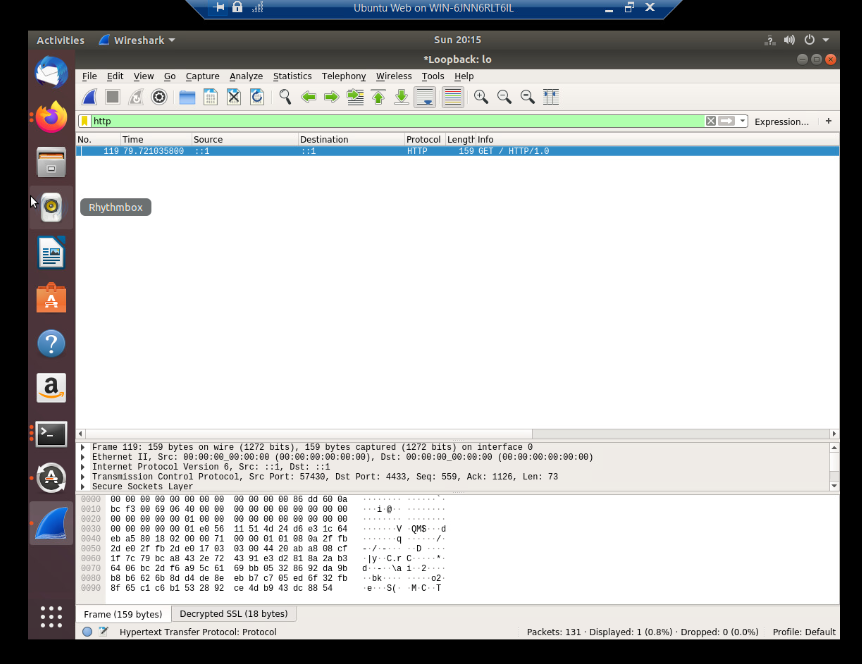 Ubuntu Web on WIN-6JNN6RLT6IL
Activities Wireshark Sun 20:15
*Loopback: lo
File Edit View Go Capture Analyze Statistics Telephony Wireless Tools Help
http Expression... +
No. Time Source Destination Protocol Length Info
119 79.721035800 ::1 ::1 HTTP 159 GET / HTTP/1.0
Rhythmbox
Frame 119: 159 bytes on wire (1272 bits), 159 bytes captured (1272 bits) on interface 0
Ethernet II, Src: 00:00:00_00:00:00 (00:00:00:00:00:00), Dst: 00:00:00_00:00:00 (00:00:00:00:00:00)
Internet Protocol Version 6, Src: ::1, Dst: ::1
Transmission Control Protocol, Src Port: 57430, Dst Port: 4433, Seq: 559, Ack: 1126, Len: 73
Secure Sockets Layer
0000 00 00 00 00 00 00 00 00 00 00 00 00 86 dd 60 0a ········ ······`·
0010 bc f3 00 69 06 40 00 00 00 00 00 00 00 00 00 00 ···i·@·· ········
0020 00 00 00 00 00 01 00 00 00 00 00 00 00 00 00 00 ········ ········
0030 00 00 00 00 00 01 e0 56 11 51 4d 24 d6 e3 1c 64 ·······V ·QM$···d
0040 eb a5 80 18 02 00 00 71 00 00 01 01 08 0a 2f fb ·······q ······/·
0050 2d e0 2f fb 2d e0 17 03 03 00 44 20 ab a8 08 cf -·/·-··· ··D ····
0060 1f 7c 79 bc a8 43 2e 72 43 91 e3 d2 81 8a 2a b3 ·|y··C.r C·····*·
0070 64 06 bc 2d f6 a9 5c 61 69 bb 05 32 86 92 da 9b d··-··\a i··2····
0080 b8 b6 62 6b 8d d4 de 8e eb b7 c7 05 ed 6f 32 fb ··bk···· ·····o2·
0090 8f 65 c1 c6 b1 53 28 92 ce 4d b9 43 dc 88 54 ·e···S(· ·M·C··T
Frame (159 bytes) Decrypted SSL (18 bytes)
Hypertext Transfer Protocol: Protocol Packets: 131 · Displayed: 1 (0.8%) · Dropped: 0 (0.0%) Profile: Default